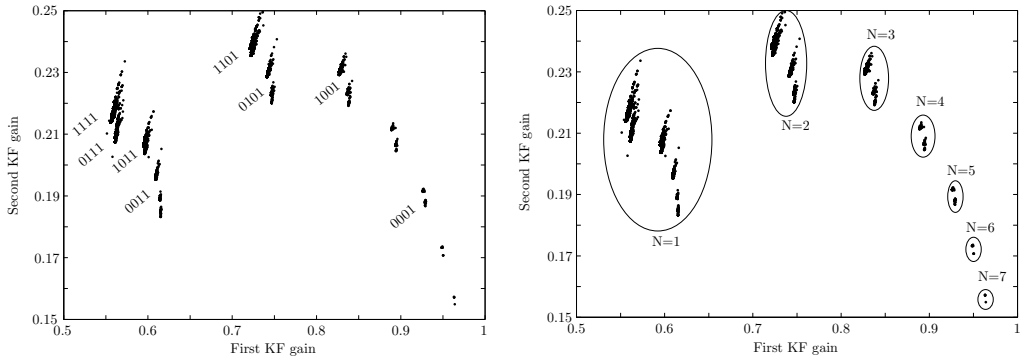 0.25
0.23
0.21
0.19
0.17
0.15
Second KF gain
1101
0101
1001
1111
0111
1011
0011
0001
0.5
0.6
0.7
0.8
0.9
1
First KF gain
0.25
0.23
0.21
0.19
0.17
0.15
Second KF gain
N=3
N=2
N=4
N=5
N=1
N=6
N=7
0.5
0.6
0.7
0.8
0.9
1
First KF gain